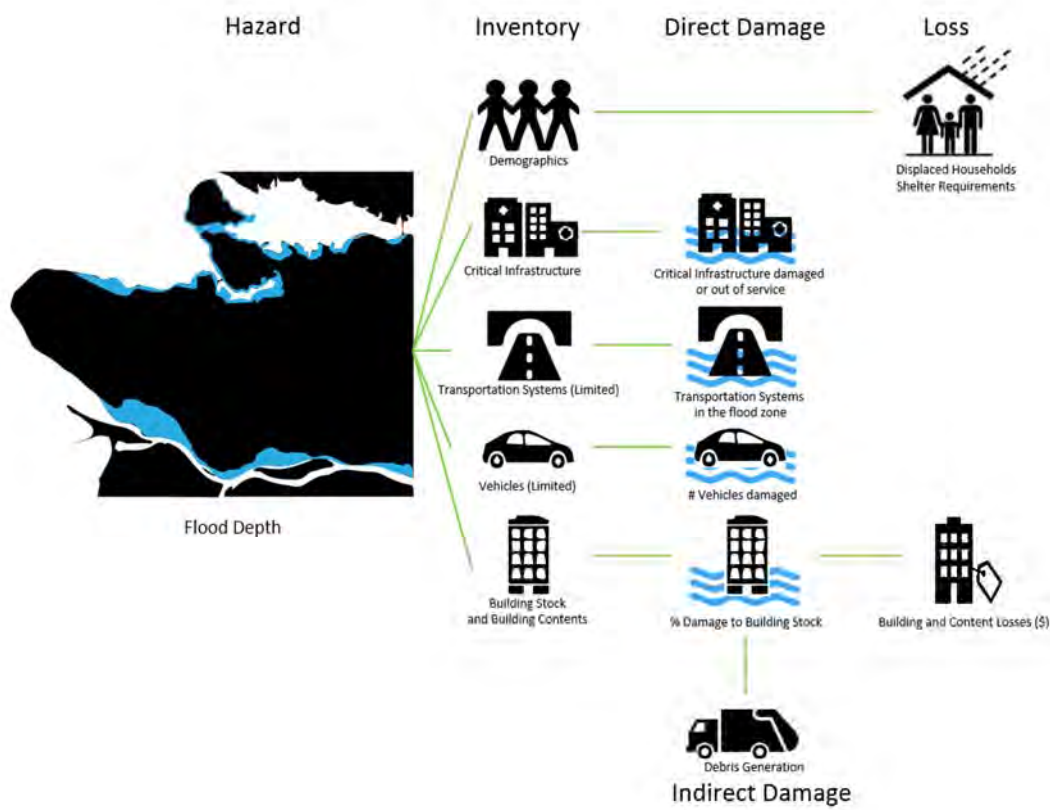 Hazard
Inventory
Direct Damage
Loss
Demographics
Displaced Households
Shelter Requirements
Critical Infrastructure
Critical Infrastructure damaged
or out of service
Transportation Systems (Limited)
Transportation Systems
in the flood zone
Vehicles (Limited)
# Vehicles damaged
Flood Depth
Building Stock
and Building Contents
% Damage to Building Stock
Building and Content Losses ($)
Debris Generation
Indirect Damage